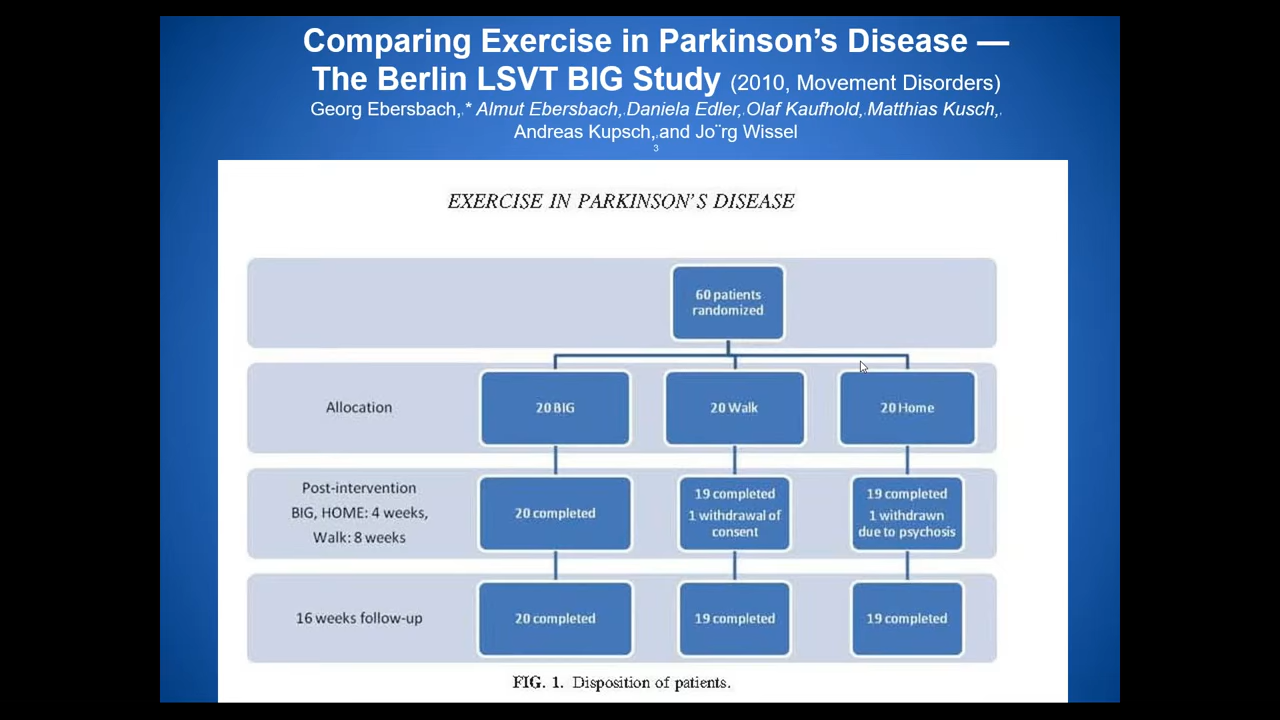 Comparing Exercise in Parkinson’s Disease —
The Berlin LSVT BIG Study (2010, Movement Disorders)
Georg Ebersbach,* Almut Ebersbach, Daniela Edler, Olaf Kaufhold, Matthias Kusch,
Andreas Kupsch, and Jo¨rg Wissel
3
EXERCISE IN PARKINSON’S DISEASE
60 patients
randomized
Allocation
20 BIG
20 Walk
20 Home
Post-intervention
BIG, HOME: 4 weeks,
Walk: 8 weeks
20 completed
19 completed
1 withdrawal of
consent
19 completed
1 withdrawn
due to psychosis
16 weeks follow-up
20 completed
19 completed
19 completed
FIG. 1. Disposition of patients.